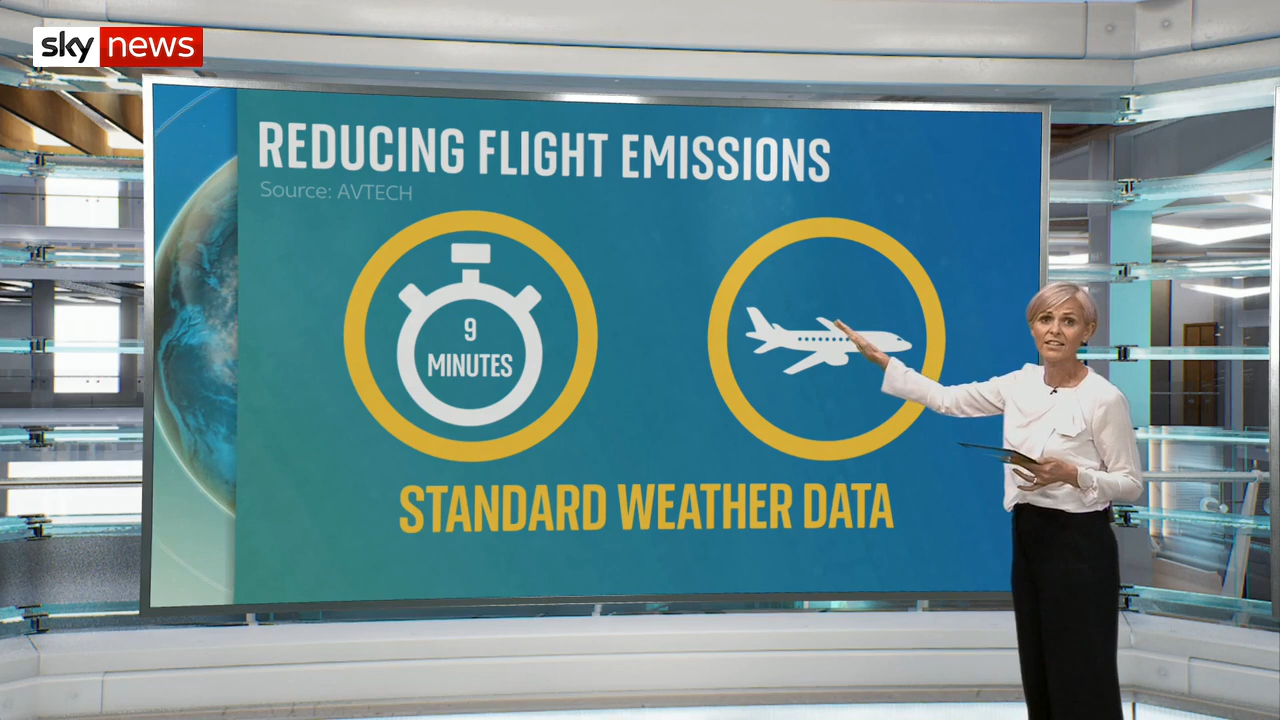 sky news
REDUCING FLIGHT EMISSIONS
Source: AVTECH
9
MINUTES
STANDARD WEATHER DATA